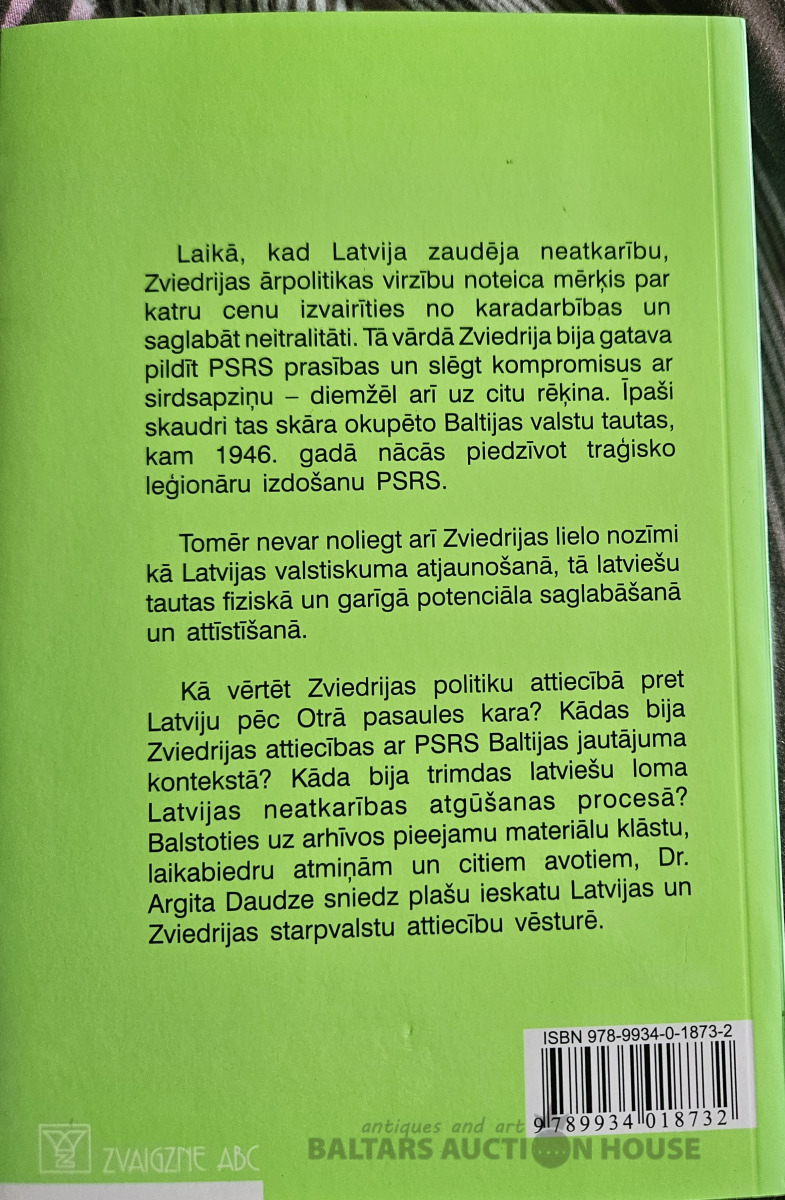 Laikā, kad Latvija zaudēja neatkarību,
Zviedrijas ārpolitikas virzību noteica mērķis par
katru cenu izvairīties no karadarbības un
saglabāt neitralitāti. Tā vārdā Zviedrija bija gatava
pildīt PSRS prasības un slēgt kompromisus ar
sirdsapziņu – diemžēl arī uz citu rēķina. Īpaši
skaudri tas skāra okupēto Baltijas valstu tautas,
kam 1946. gadā nācās piedzīvot traģisko
leģionāru izdošanu PSRS.
Tomēr nevar noliegt arī Zviedrijas lielo nozīmi
kā Latvijas valstiskuma atjaunošanā, tā latviešu
tautas fiziskā un garīgā potenciāla saglabāšanā
un attīstīšanā.
Kā vērtēt Zviedrijas politiku attiecībā pret
Latviju pēc Otrā pasaules kara? Kādas bija
Zviedrijas attiecības ar PSRS Baltijas jautājuma
kontekstā? Kāda bija trimdas latviešu loma
Latvijas neatkarības atgūšanas procesā?
Balstoties uz arhīvos pieejamu materiālu klāstu,
laikabiedru atmiņām un citiem avotiem, Dr.
Argita Daudze sniedz plašu ieskatu Latvijas un
Zviedrijas starpvalstu attiecību vēsturē.
ISBN 978-9934-0-1873-2
9 789934 018732
antiques and art
BALTARS AUCTION HOUSE
ZVAIGZNE ABC